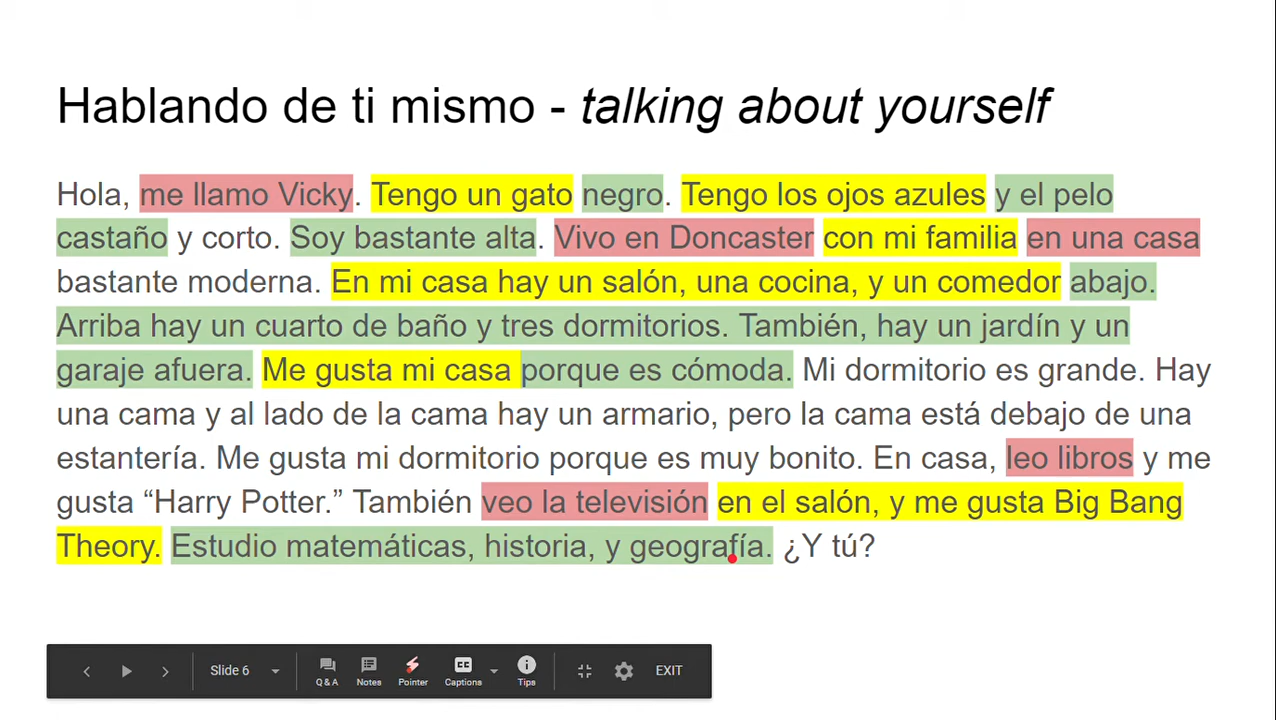 Hablando de ti mismo - talking about yourself
Hola, me llamo Vicky. Tengo un gato negro. Tengo los ojos azules y el pelo
castaño y corto. Soy bastante alta. Vivo en Doncaster con mi familia en una casa
bastante moderna. En mi casa hay un salón, una cocina, y un comedor abajo.
Arriba hay un cuarto de baño y tres dormitorios. También, hay un jardín y un
garaje afuera. Me gusta mi casa porque es cómoda. Mi dormitorio es grande. Hay
una cama y al lado de la cama hay un armario, pero la cama está debajo de una
estantería. Me gusta mi dormitorio porque es muy bonito. En casa, leo libros y me
gusta “Harry Potter.” También veo la televisión en el salón, y me gusta Big Bang
Theory. Estudio matemáticas, historia, y geografía. ¿Y tú?
Slide 6 Q&A Notes Pointer CC Captions Tips EXIT